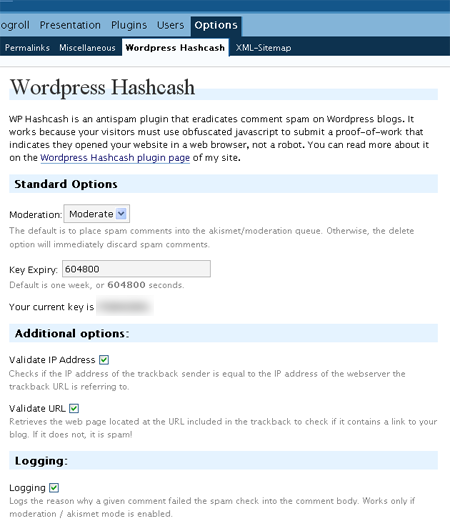 ogroll Presentation Plugins Users Options
Permalinks Miscellaneous Wordpress Hashcash XML-Sitemap
Wordpress Hashcash
WP Hashcash is an antispam plugin that eradicates comment spam on Wordpress blogs. It
works because your visitors must use obfuscated javascript to submit a proof-of-work that
indicates they opened your website in a web browser, not a robot. You can read more about it
on the Wordpress Hashcash plugin page of my site.
Standard Options
Moderation: Moderate
The default is to place spam comments into the akismet/moderation queue. Otherwise, the delete
option will immediately discard spam comments.
Key Expiry: 604800
Default is one week, or 604800 seconds.
Your current key is
Additional options:
Validate IP Address
Checks if the IP address of the trackback sender is equal to the IP address of the webserver the
trackback URL is referring to.
Validate URL
Retrieves the web page located at the URL included in the trackback to check if it contains a link to your
blog. If it does not, it is spam!
Logging:
Logging
Logs the reason why a given comment failed the spam check into the comment body. Works only if
moderation / akismet mode is enabled.